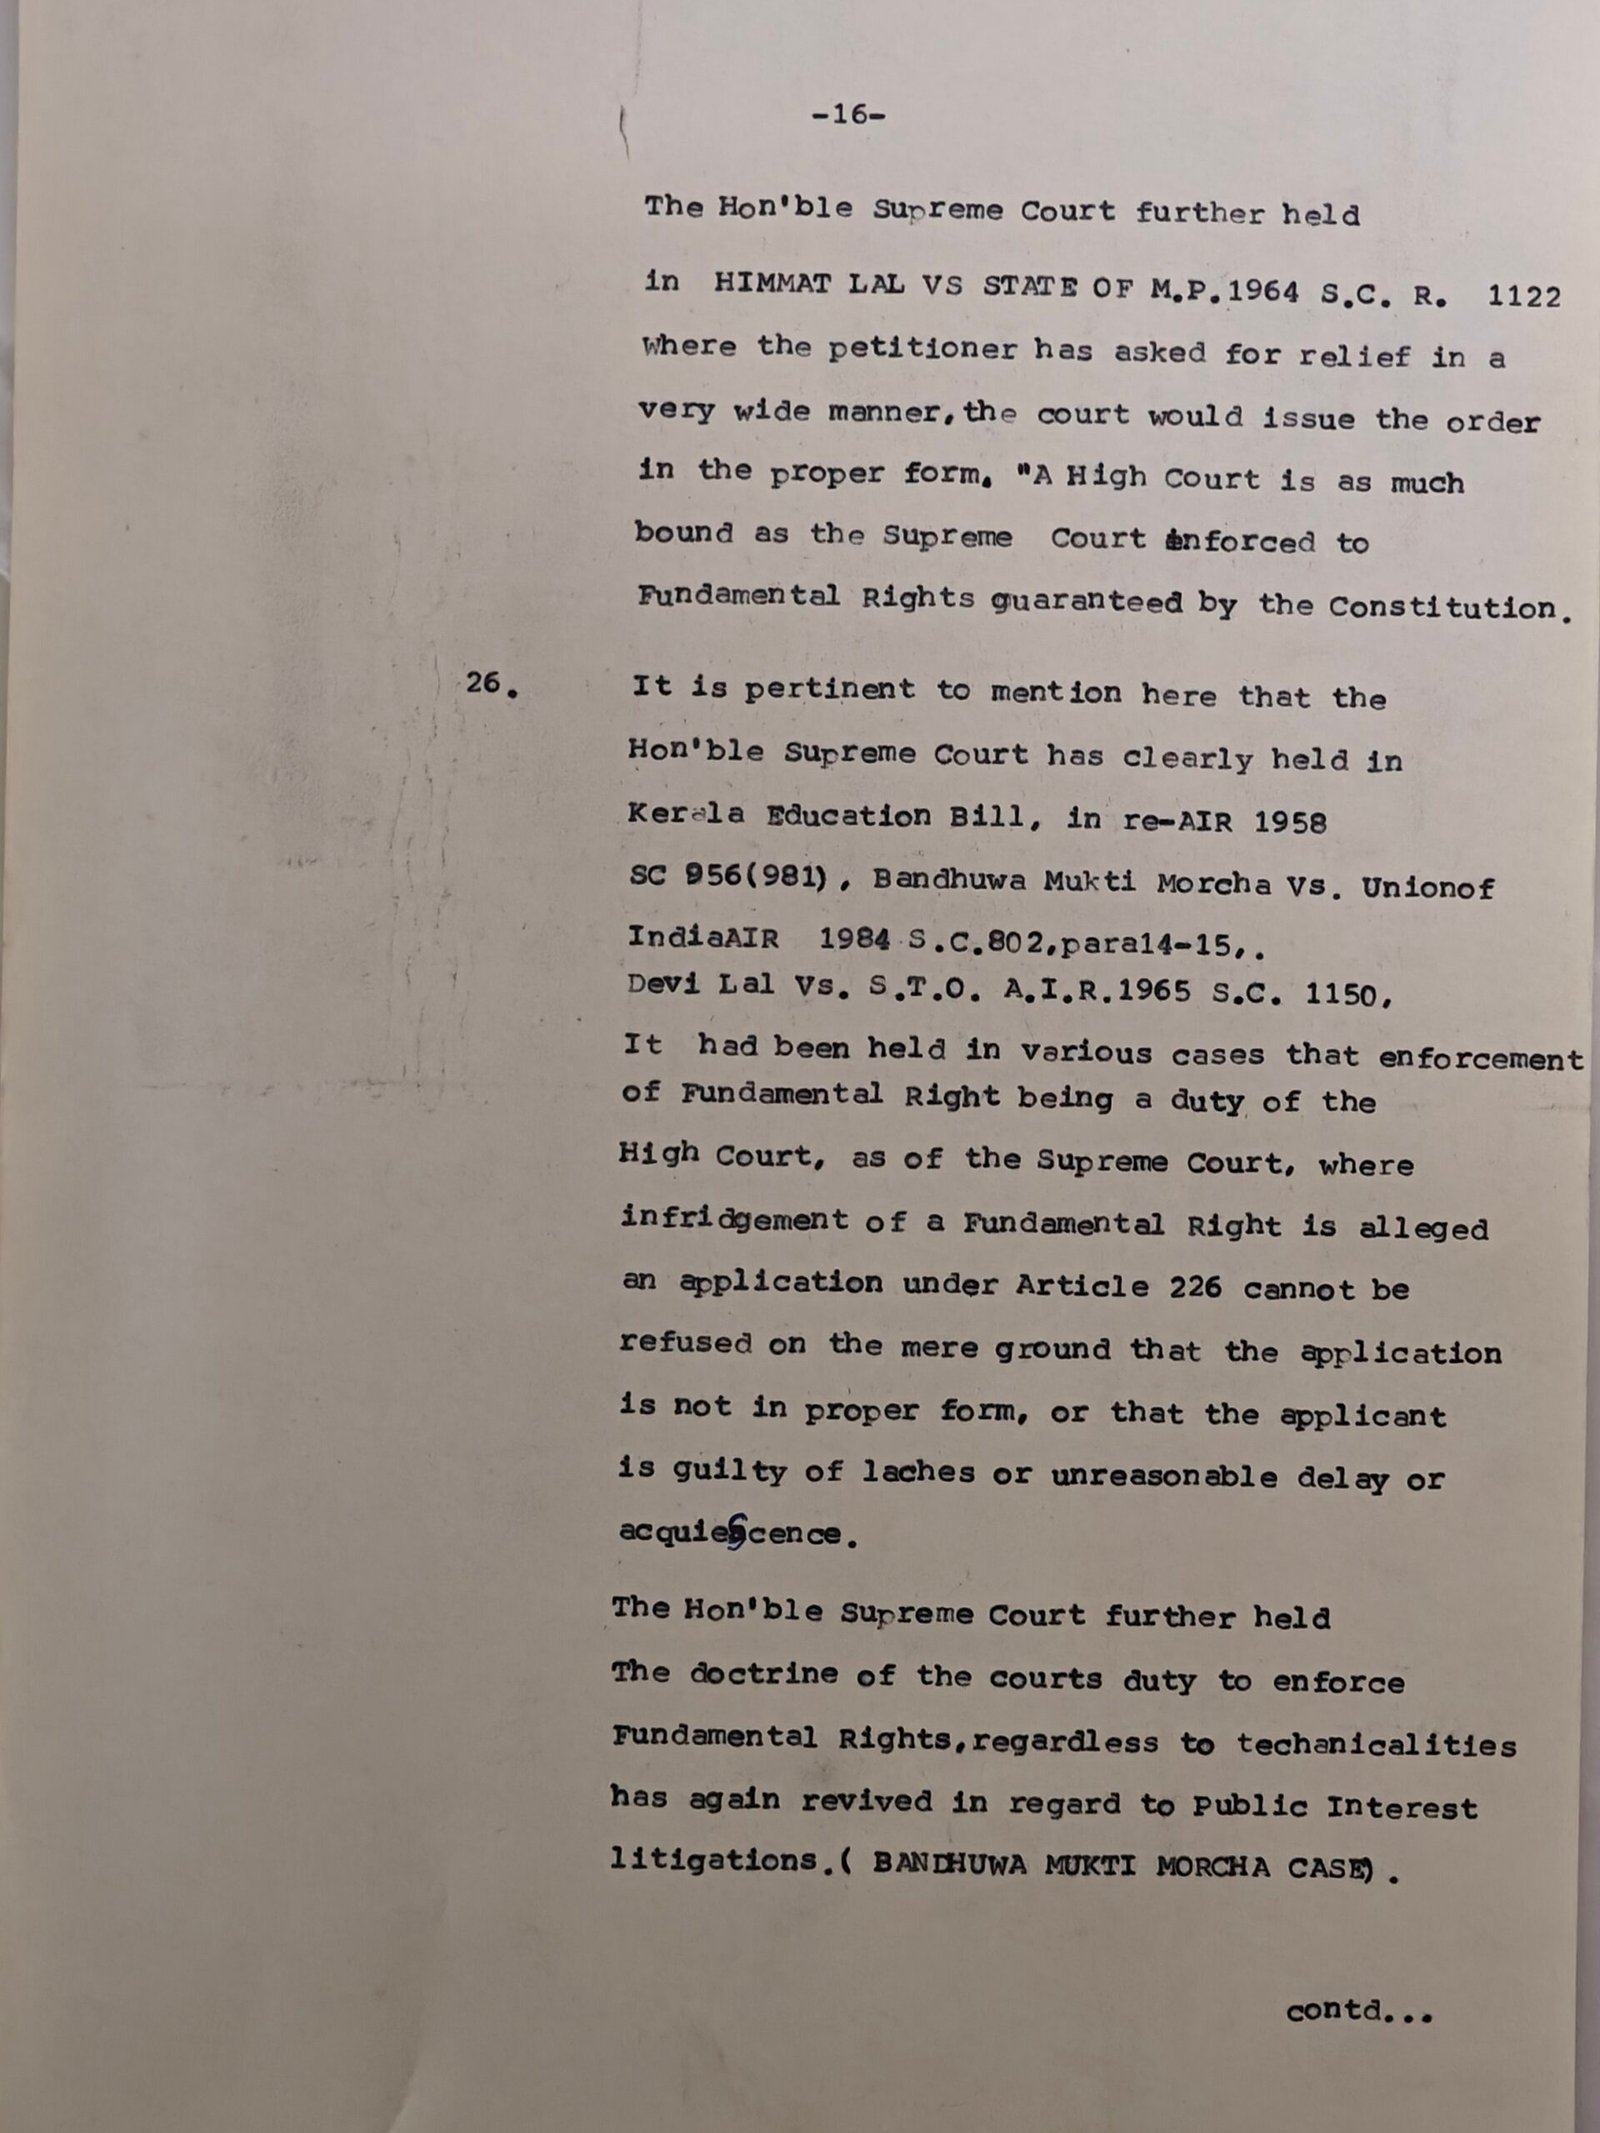 -16-
The Hon'ble Supreme Court further held
in HIMMAT LAL VS STATE OF M.P.1964 S.C. R. 1122
Where the petitioner has asked for relief in a
very wide manner,the court would issue the order
in the proper form. "A High Court is as much
bound as the Supreme Court enforced to
Fundamental Rights guaranteed by the Constitution.
26. It is pertinent to mention here that the
Hon'ble Supreme Court has clearly held in
Kerala Education Bill, in re-AIR 1958
SC 956(981), Bandhuwa Mukti Morcha Vs. Unionof
IndiaAIR 1984 S.C.802,para14-15,.
Devi Lal Vs. S.T.O. A.I.R.1965 S.C. 1150,
It had been held in various cases that enforcement
of Fundamental Right being a duty of the
High Court, as of the Supreme Court, where
infridgement of a Fundamental Right is alleged
an application under Article 226 cannot be
refused on the mere ground that the application
is not in proper form, or that the applicant
is guilty of laches or unreasonable delay or
acquiescence.
The Hon'ble Supreme Court further held
The doctrine of the courts duty to enforce
Fundamental Rights,regardless to techanicalities
has again revived in regard to Public Interest
litigations.( BANDHUWA MUKTI MORCHA CASE).
contd...